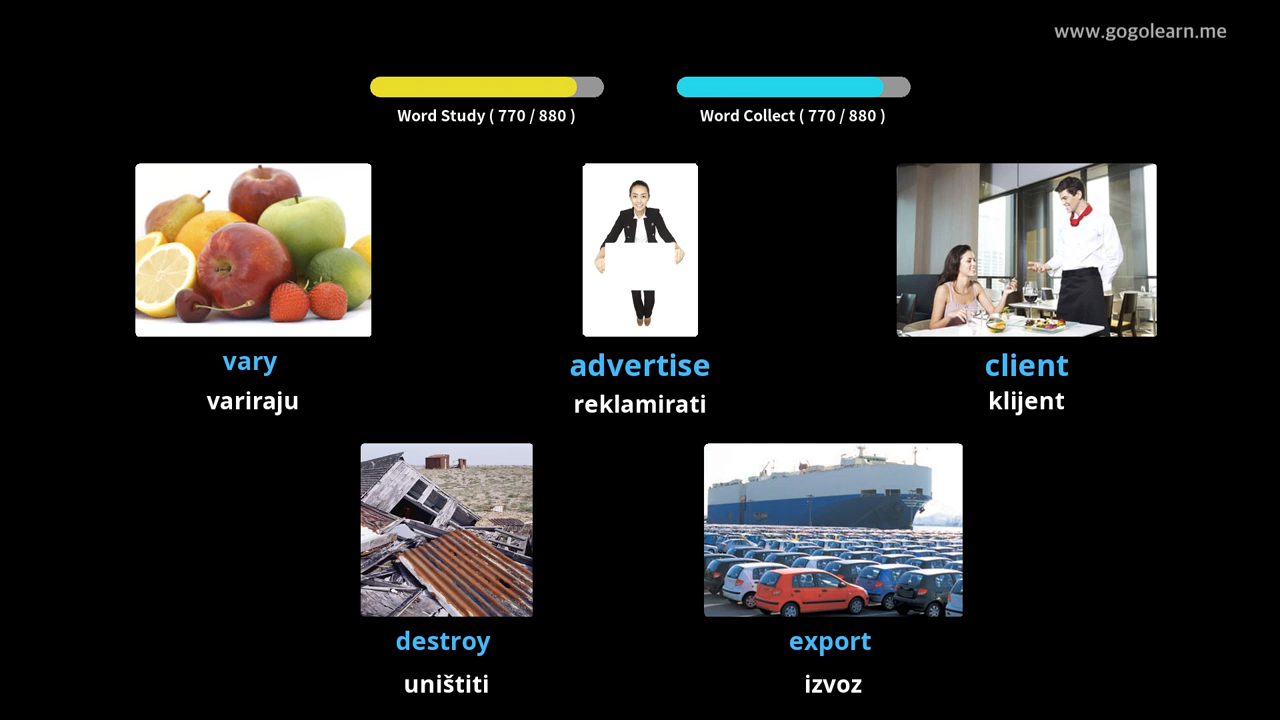 www.gogolearn.me
Word Study ( 770 / 880 )
Word Collect ( 770 / 880 )
vary
variraju
advertise
reklamirati
client
klijent
destroy
uništiti
export
izvoz